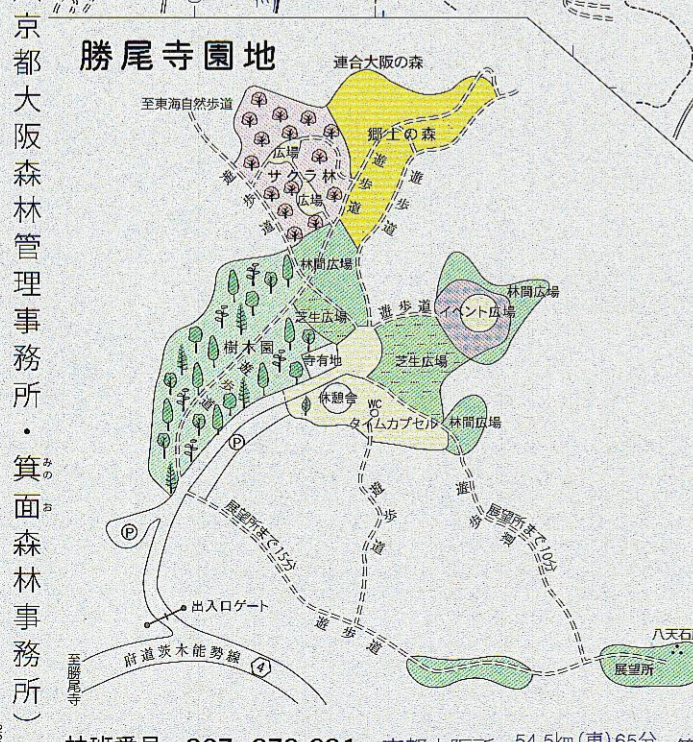 京都大阪森林管理事務所・箕面森林事務所）
みの
お
勝尾寺園地
連合大阪の森
至東海自然歩道
郷土の森
広場
サクラ林
広場
遊歩道
遊歩道
遊歩道
林間広場
林間広場
遊歩道
イベント広場
芝生広場
樹木園
寺有地
芝生広場
遊歩道
休憩舎
WC
タイムカプセル
林間広場
P
P
遊歩道
遊歩道
展望所まで15分
展望所まで10分
出入口ゲート
遊歩道
府道茨木能勢線
4
至勝尾寺
八天石
展望所
54.5km(車)65分